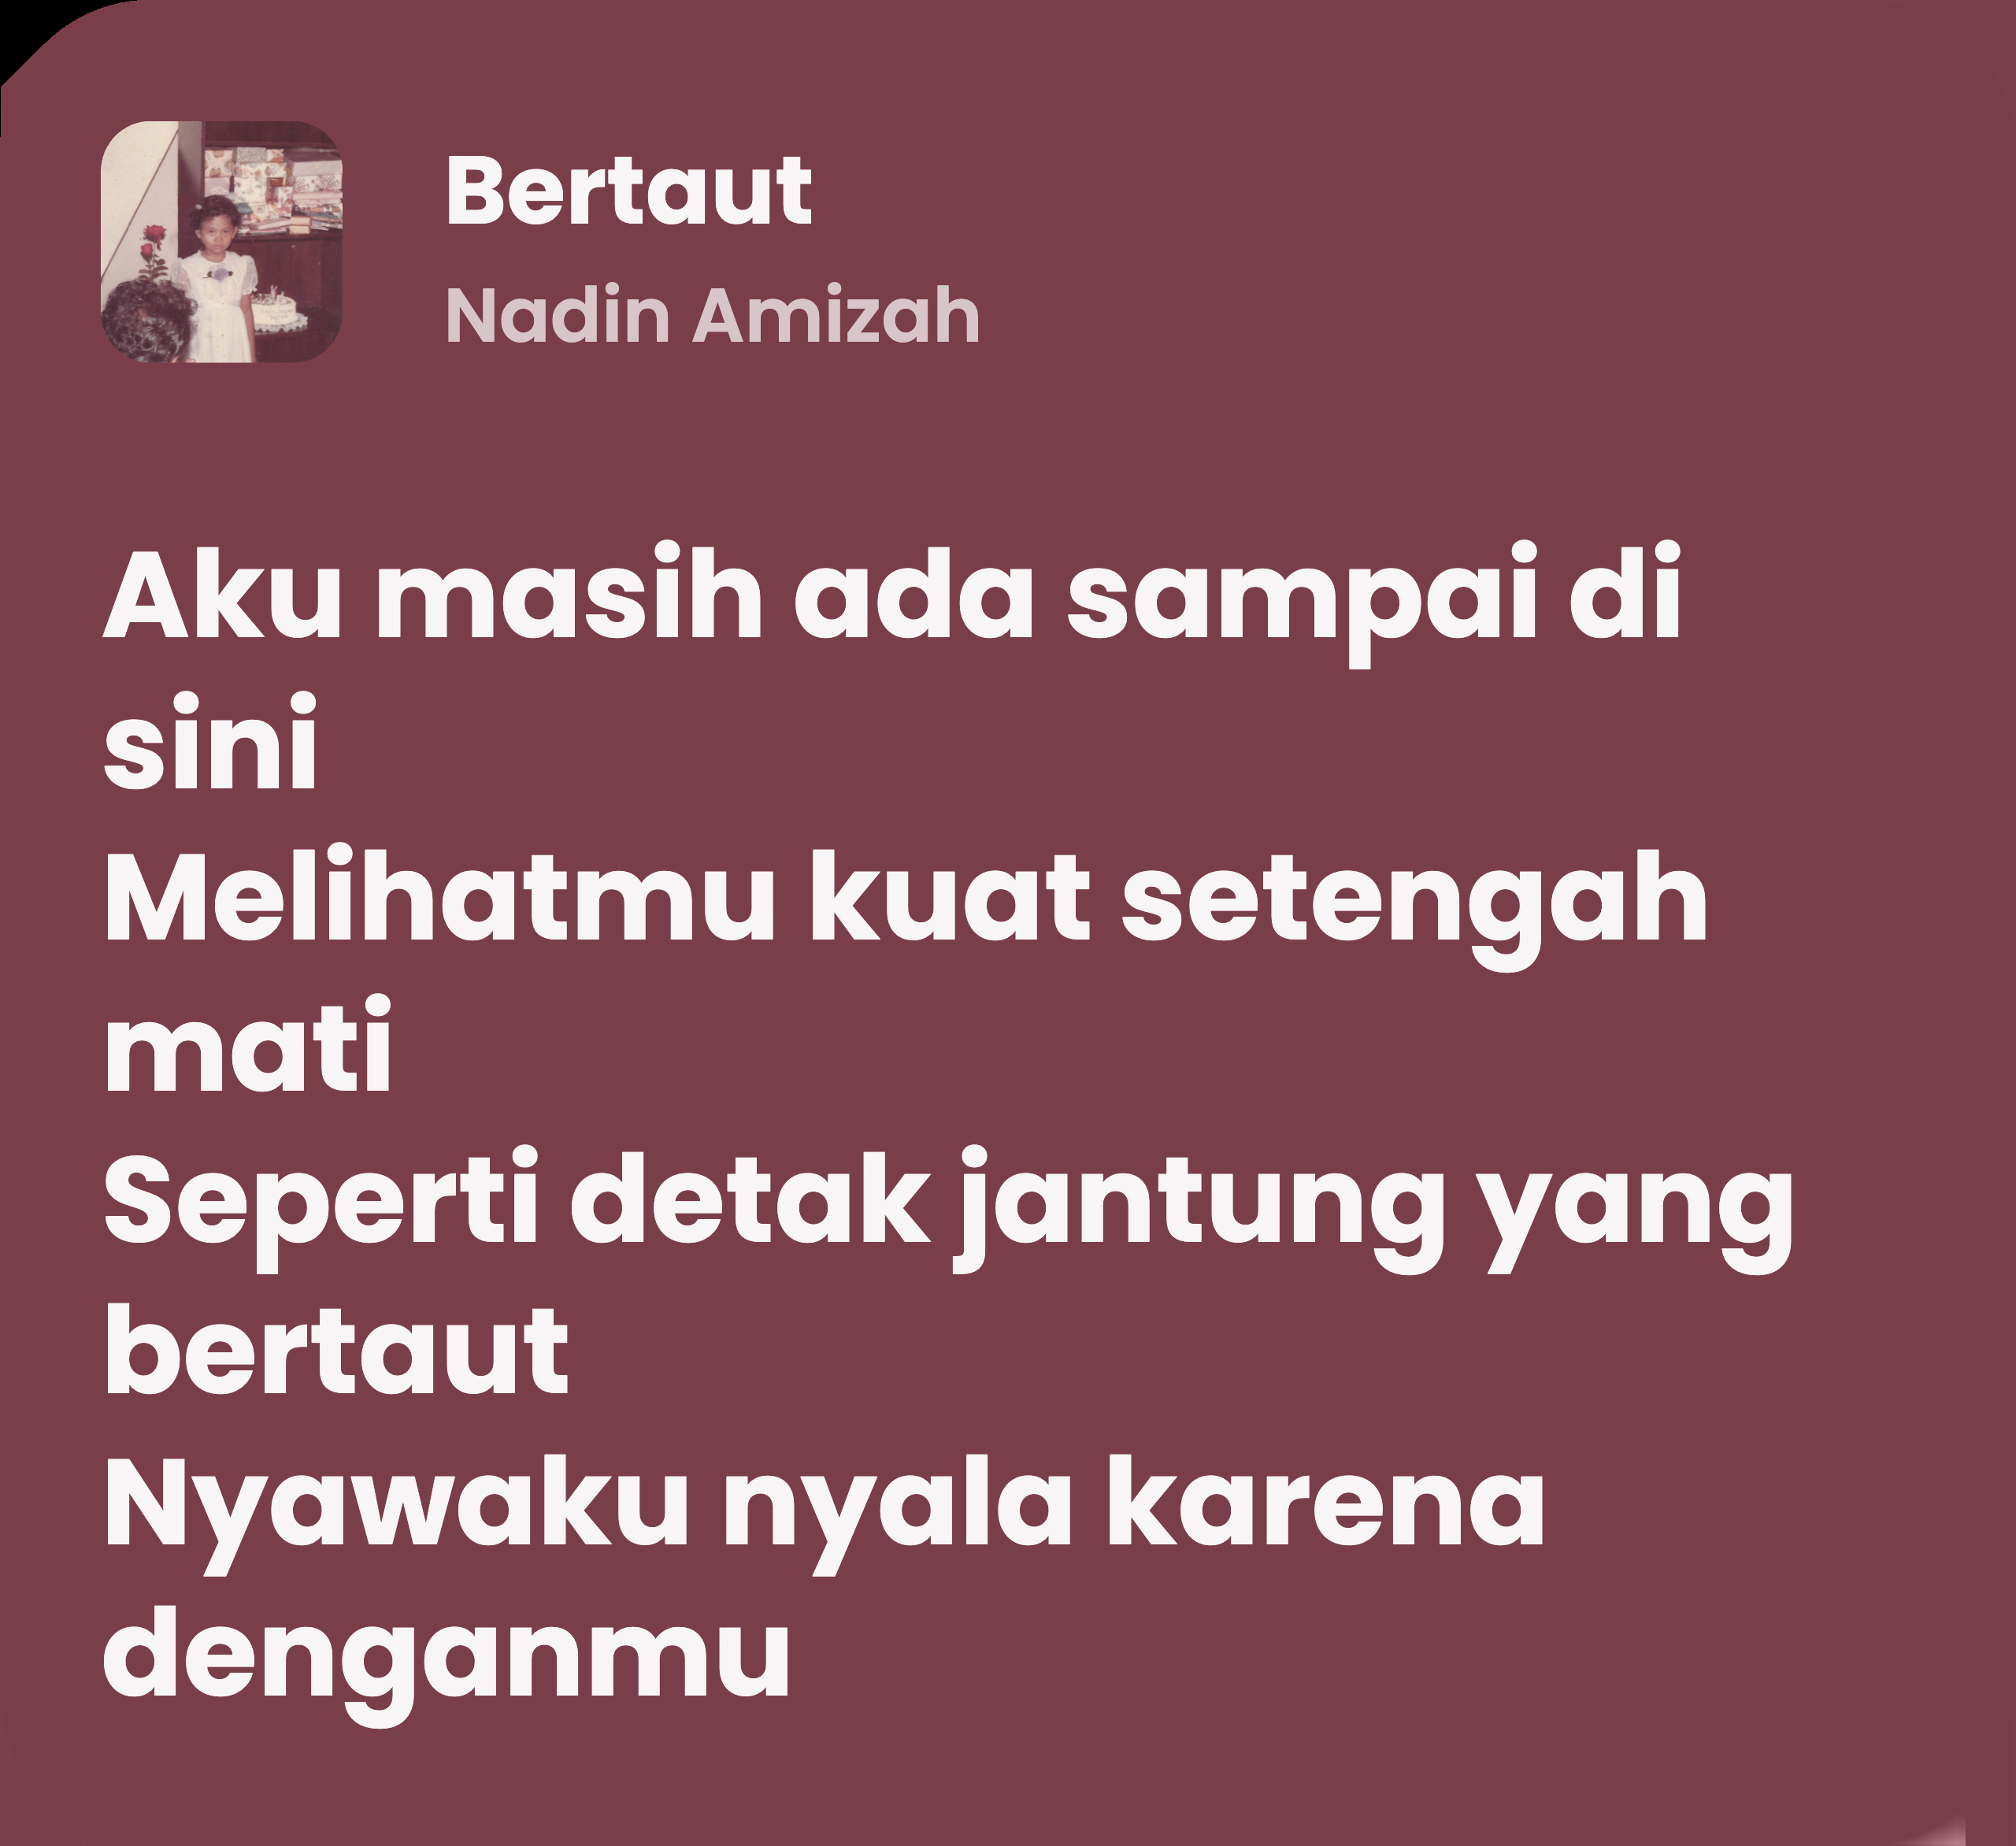 Bertaut
Nadin Amizah
Aku masih ada sampai di
sini
Melihatmu kuat setengah
mati
Seperti detak jantung yang
bertaut
Nyawaku nyala karena
denganmu